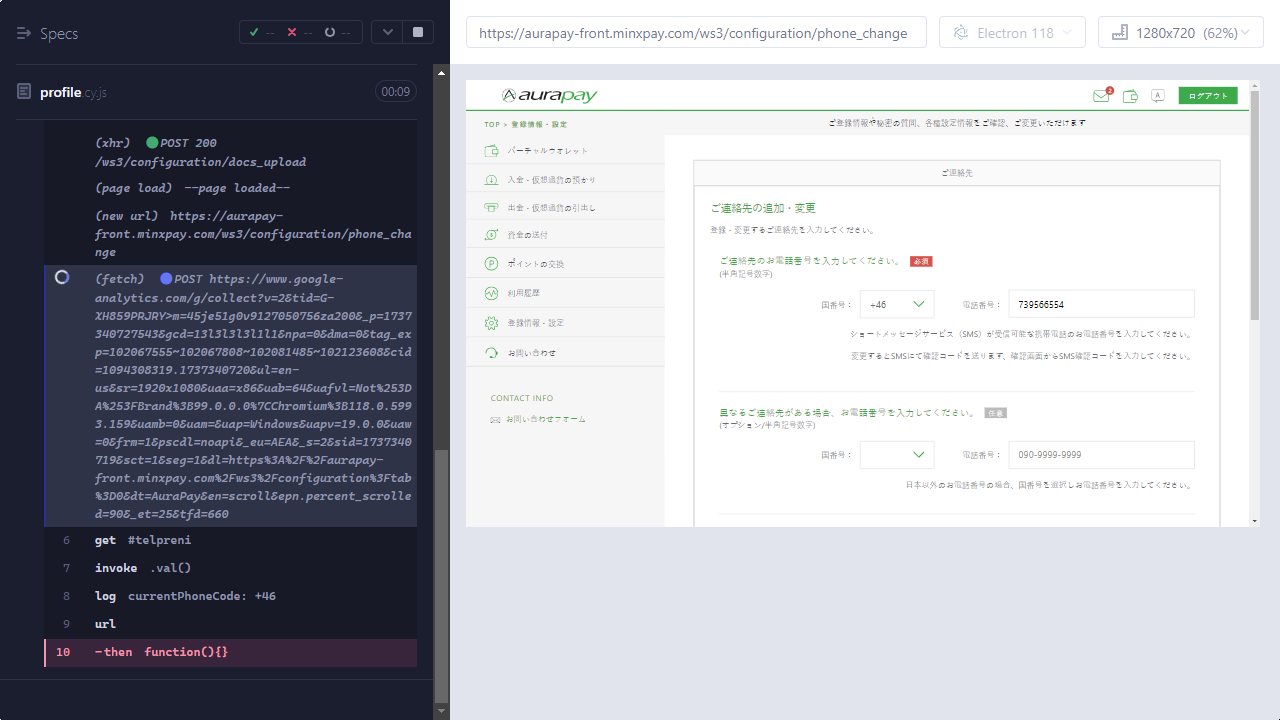 Specs
--
--
--
https://aurapay-front.minxpay.com/ws3/configuration/phone_change
Electron 118
1280x720 (62%)
profile.cy.js
00:09
(xhr) POST 200
/ws3/configuration/docs_upload
(page load) --page loaded--
(new url) https://aurapay-
front.minxpay.com/ws3/configuration/phone_cha
nge
(fetch) POST https://www.google-
analytics.com/g/collect?v=2&tid=G-
XH859PRJRY>m=45je51g0v9127050756za200&_p=1737
340727543&gcd=13l3l3l3l1l1&npa=0&dma=0&tag_ex
p=102067555~102067808~102081485~102123608&cid
=1094308319.1737340720&ul=en-
us&sr=1920x1080&uaa=x86&uab=64&uafvl=Not%253D
A%253FBrand%3B99.0.0.0%7CChromium%3B118.0.599
3.159&uamb=0&uam=&uap=Windows&uapv=19.0.0&uaw
=0&frm=1&pscdl=noapi&_eu=AEA&_s=2&sid=1737340
719&sct=1&seg=1&dl=https%3A%2F%2Faurapay-
front.minxpay.com%2Fws3%2Fconfiguration%3Ftab
%3D0&dt=AuraPay&en=scroll&epn.percent_scrolle
d=90&_et=25&tfd=660
6 get #telpreni
7 invoke .val()
8 log currentPhoneCode: +46
9 url
10 -then function(){}
aurapay
2
A
ログアウト
TOP > 登録情報・設定
ご登録情報や秘密の質問、各種設定情報をご確認、ご変更いただけます
バーチャルウオレット
入金・仮想通貨の預かり
出金・仮想通貨の引出し
資金の送付
ポイントの交換
利用履歴
登録情報・設定
お問い合わせ
CONTACT INFO
お問い合わせフォーム
ご連絡先
ご連絡先の追加・変更
登録・変更するご連絡先を入力してください。
ご連絡先のお電話番号を入力してください。 必須
(半角記号数字)
国番号： +46 電話番号： 739566554
ショートメッセージサービス（SMS）が受信可能な携帯電話のお電話番号を入力してください。
変更するとSMSにて確認コードを送ります、確認画面からSMS確認コードを入力してください。
異なるご連絡先がある場合、お電話番号を入力してください。 任意
(オプション/半角記号数字)
国番号： 電話番号： 090-9999-9999
日本以外のお電話番号の場合、国番号を選択しお電話番号を入力してください。